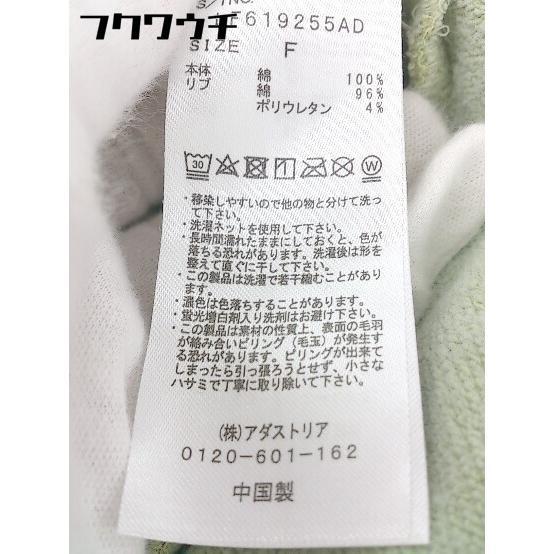 フクワウチ
S/INO.
F619255AD
SIZE F
本体 綿 100%
リブ 綿 96%
ポリウレタン 4%
30
W
・移染しやすいので他の物と分けて洗っ
て下さい。
・洗濯ネットを使用して下さい。
・長時間濡れたままにしておくと、色が
落ちる恐れがあります。洗濯後は形を
整えて直ぐに干して下さい。
・この製品は洗濯で若干縮むことがあり
ます。
・濃色は色落ちすることがあります。
・蛍光増白剤入り洗剤はお避け下さい。
・この製品は素材の性質上、表面の毛羽
が絡み合いピリング（毛玉）が発生す
る恐れがあります。ピリングが出来て
しまったら引っ張ろうとせず、小さな
ハサミで丁寧に取り除いて下さい。
（株）アダストリア
0120-601-162
中国製